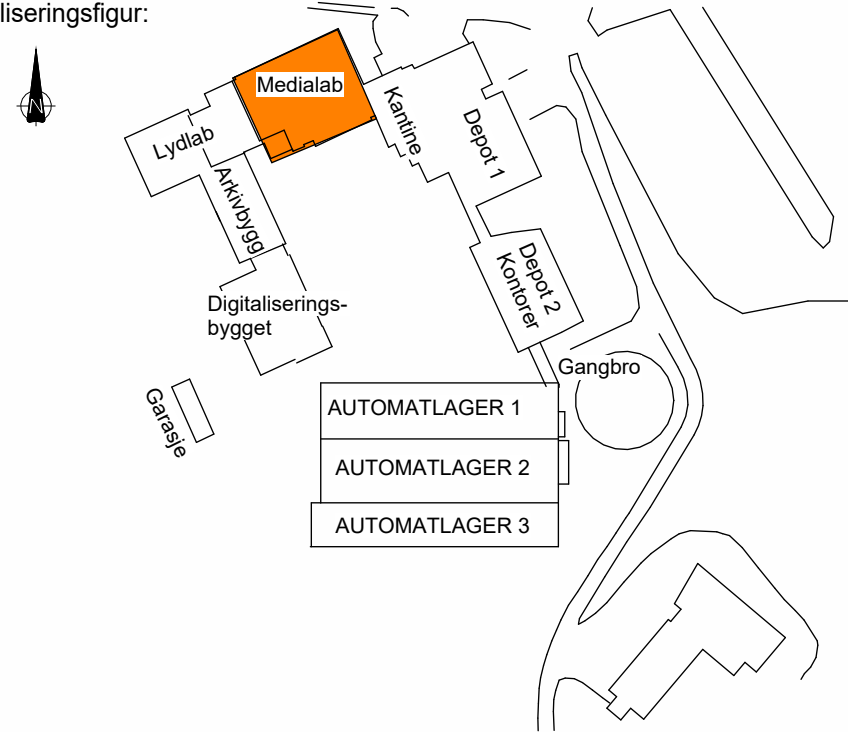 liseringsfigur:
N
Medialab
Lydlab
Kantine
Depot 1
Arkivbygg
Depot 2
Kontorer
Digitaliserings-
bygget
Gangbro
Garasje
AUTOMATLAGER 1
AUTOMATLAGER 2
AUTOMATLAGER 3